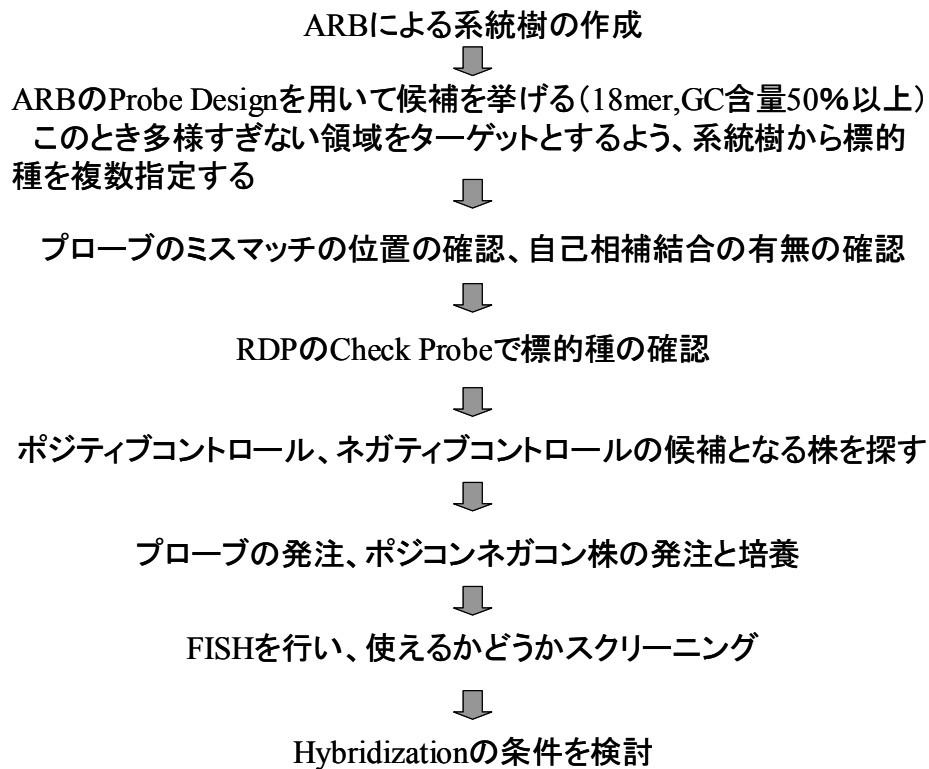 ARBによる系統樹の作成
ARBのProbe Designを用いて候補を挙げる(18mer,GC含量50%以上)
このとき多様すぎない領域をターゲットとするよう、系統樹から標的
種を複数指定する
プローブのミスマッチの位置の確認、自己相補結合の有無の確認
RDPのCheck Probeで標的種の確認
ポジティブコントロール、ネガティブコントロールの候補となる株を探す
プローブの発注、ポジコンネガコン株の発注と培養
FISHを行い、使えるかどうかスクリーニング
Hybridizationの条件を検討